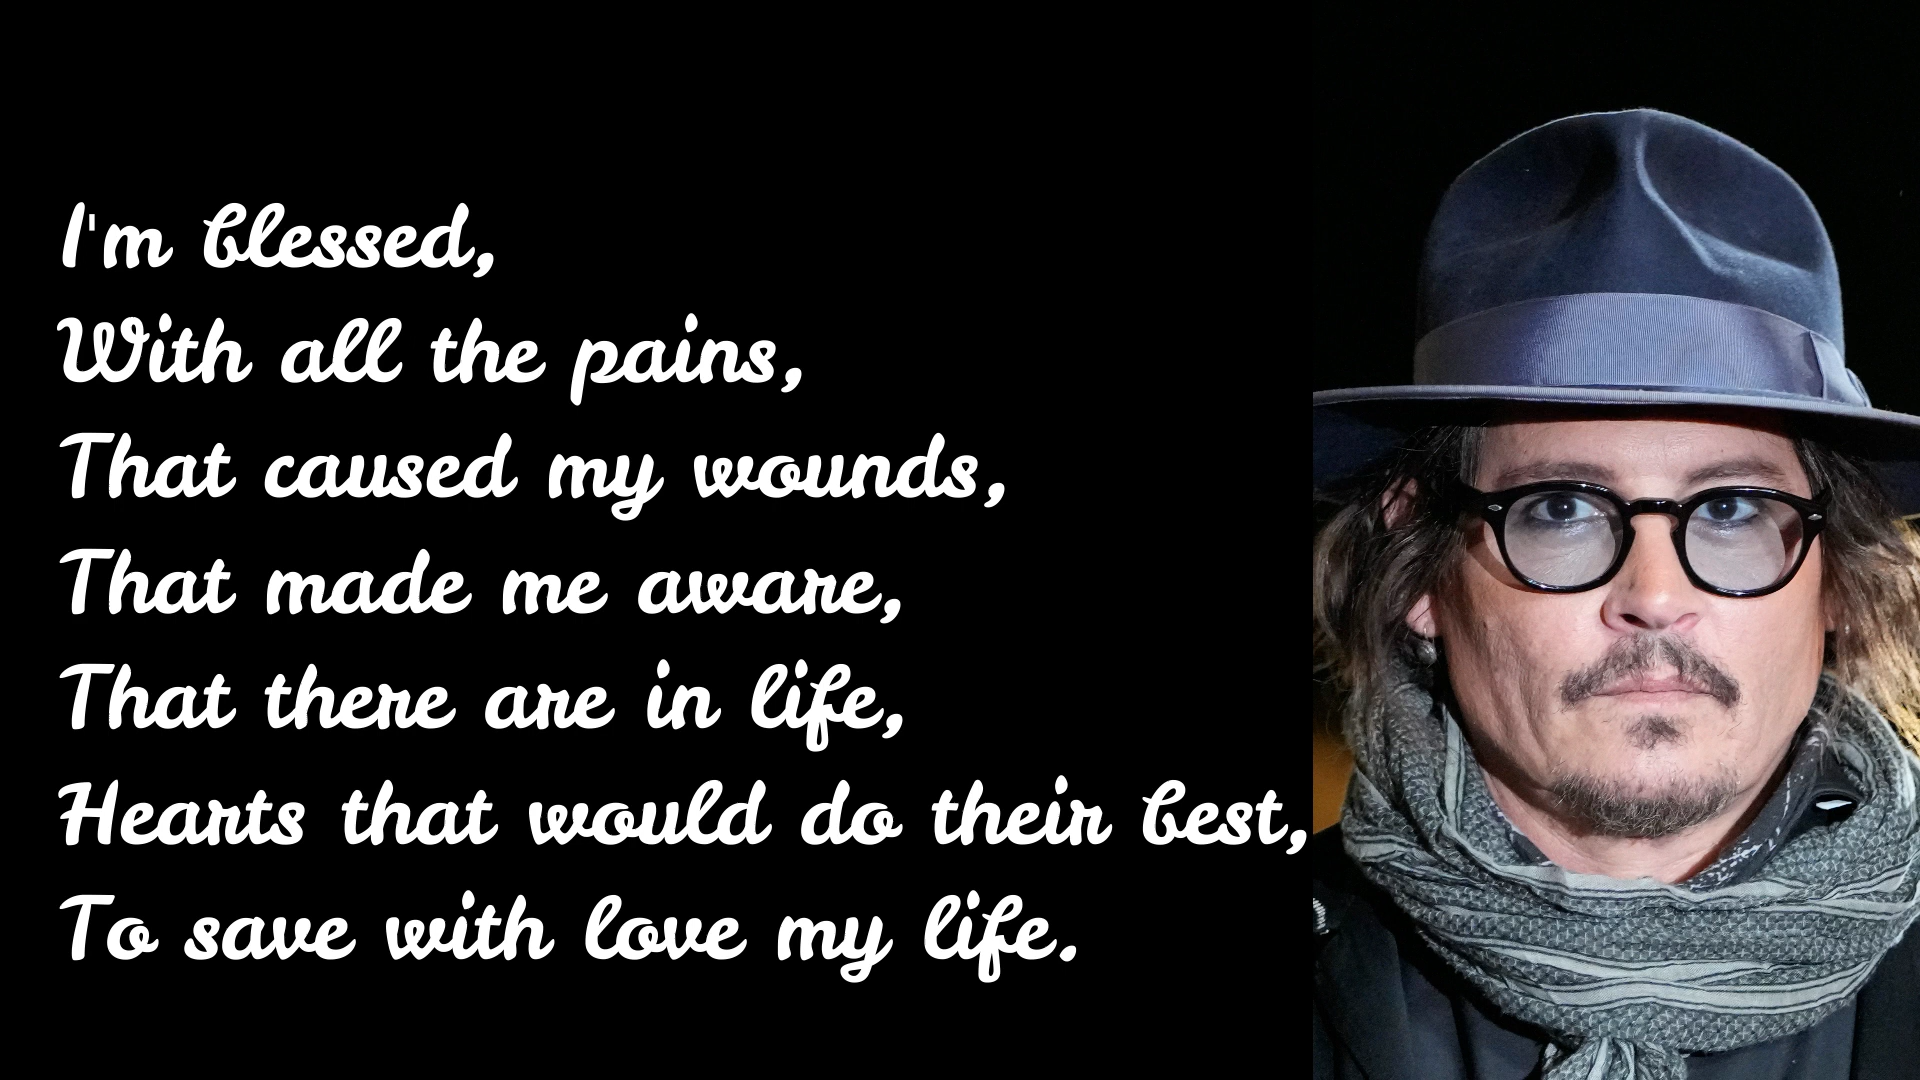 I'm blessed,
With all the pains,
That caused my wounds,
That made me aware,
That there are in life,
Hearts that would do their best,
To save with love my life.